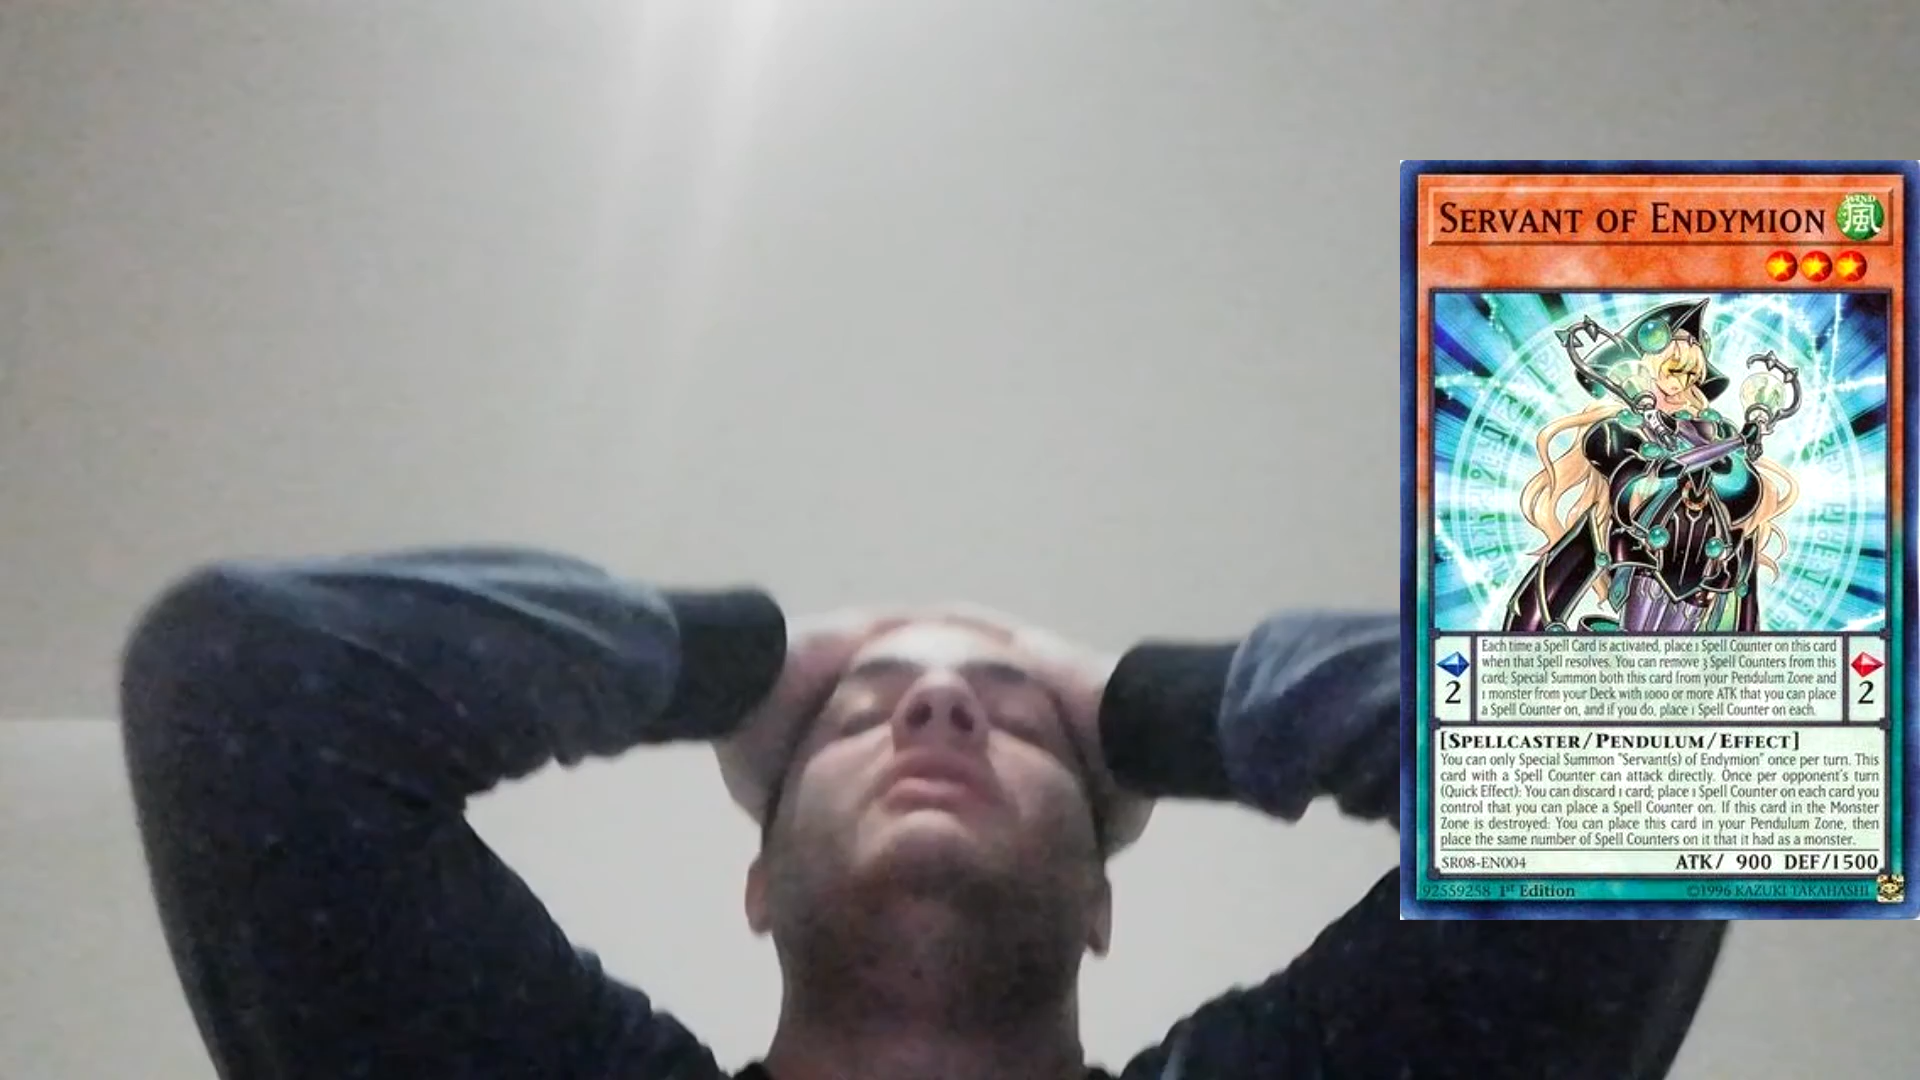 SERVANT OF ENDYMION
WIND
風
Each time a Spell Card is activated, place 1 Spell Counter on this card
when that Spell resolves. You can remove 3 Spell Counters from this
card; Special Summon both this card from your Pendulum Zone and
1 monster from your Deck with 1000 or more ATK that you can place
a Spell Counter on, and if you do, place 1 Spell Counter on each.
2
2
[SPELLCASTER/PENDULUM/EFFECT]
You can only Special Summon "Servant(s) of Endymion" once per turn. This
card with a Spell Counter can attack directly. Once per opponent's turn
(Quick Effect): You can discard 1 card; place 1 Spell Counter on each card you
control that you can place a Spell Counter on. If this card in the Monster
Zone is destroyed: You can place this card in your Pendulum Zone, then
place the same number of Spell Counters on it that it had as a monster.
SR08-EN004
ATK/ 900 DEF/1500
92559258 1st Edition
©1996 KAZUKI TAKAHASHI